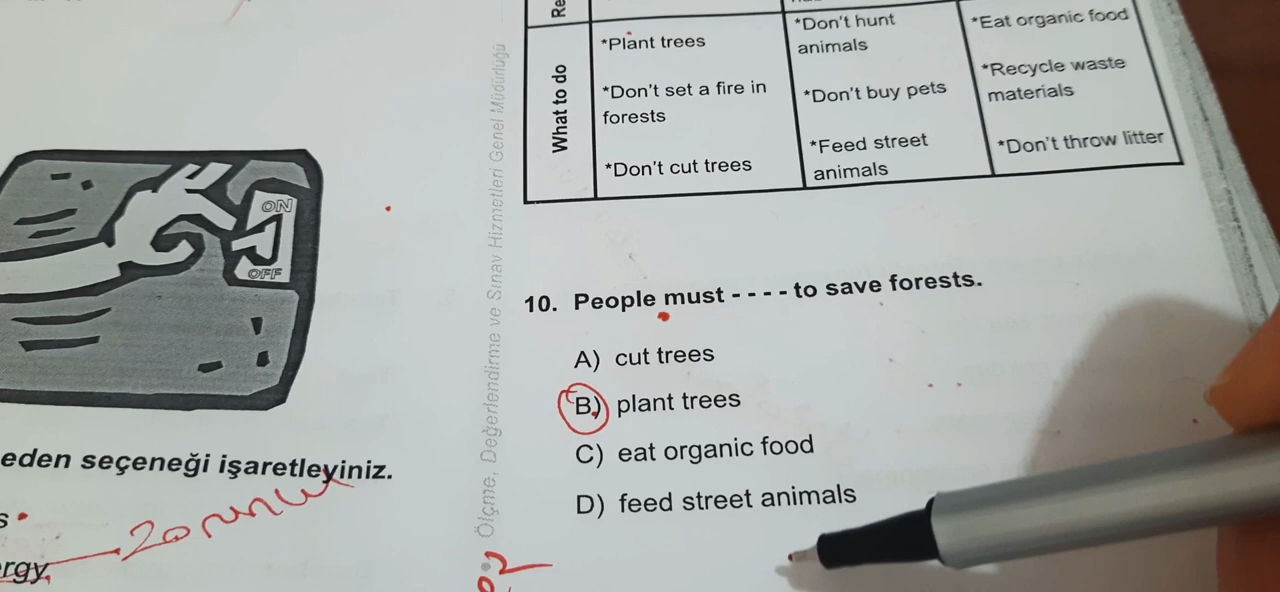 ON
OFF
eden seçeneği işaretleyiniz.
s
rgy,
Ölçme, Değerlendirme ve Sınav Hizmetleri Genel Müdürlüğü
Re
What to do
*Plant trees
*Don't set a fire in
forests
*Don't cut trees
*Don't hunt
animals
*Don't buy pets
*Feed street
animals
*Eat organic food
*Recycle waste
materials
*Don't throw litter
10. People must - - - - to save forests.
A) cut trees
B) plant trees
C) eat organic food
D) feed street animals